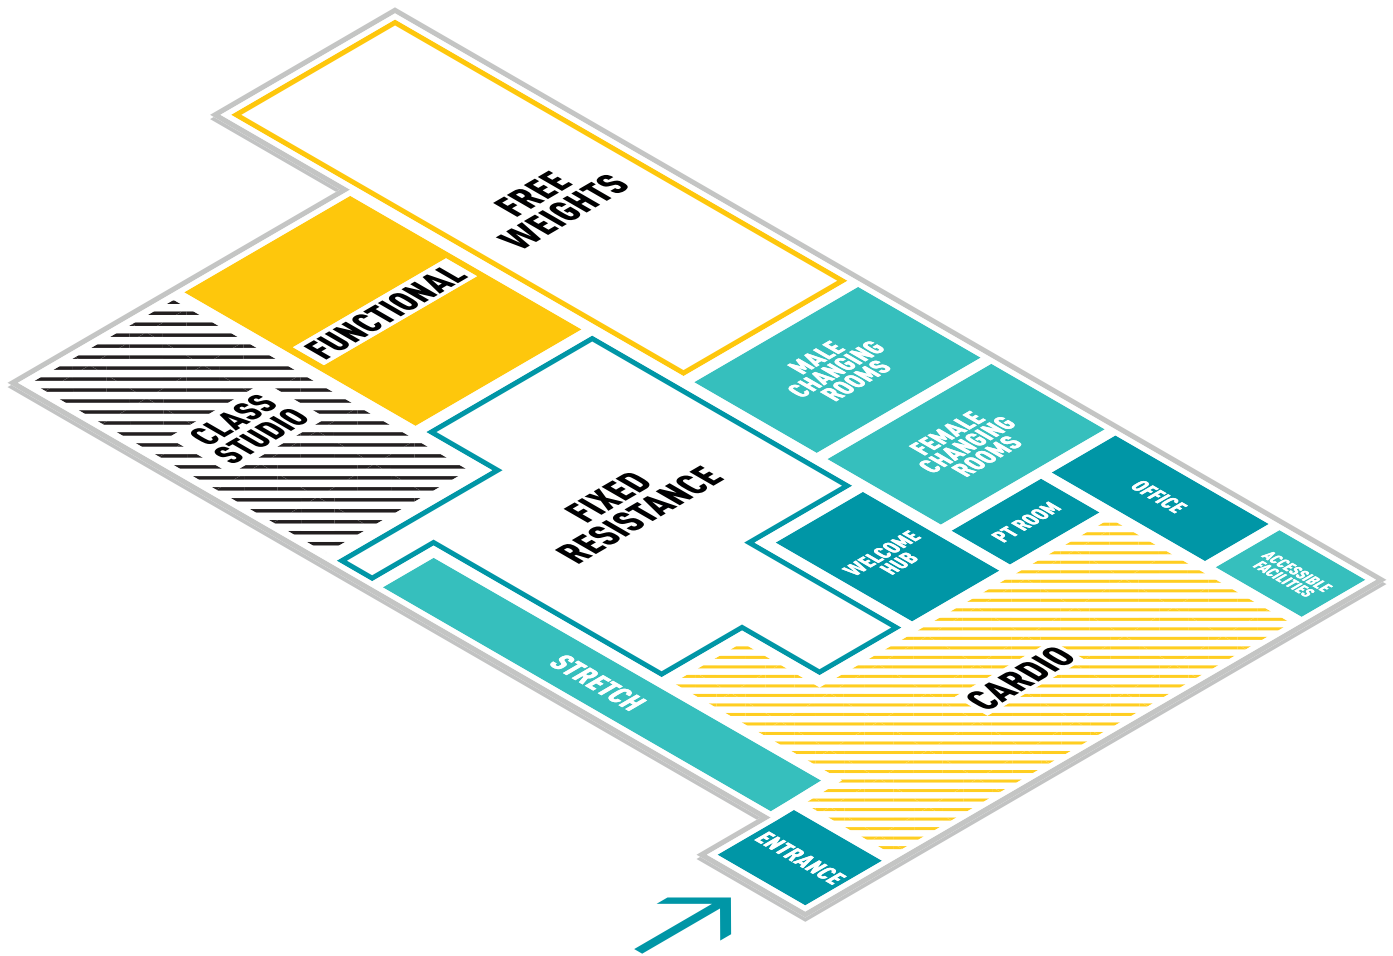 FREE
WEIGHTS
FUNCTIONAL
CLASS
STUDIO
MALE
CHANGING
ROOMS
FEMALE
CHANGING
ROOMS
FIXED
RESISTANCE
OFFICE
PT ROOM
WELCOME
HUB
ACCESSIBLE
FACILITIES
CARDIO
STRETCH
ENTRANCE